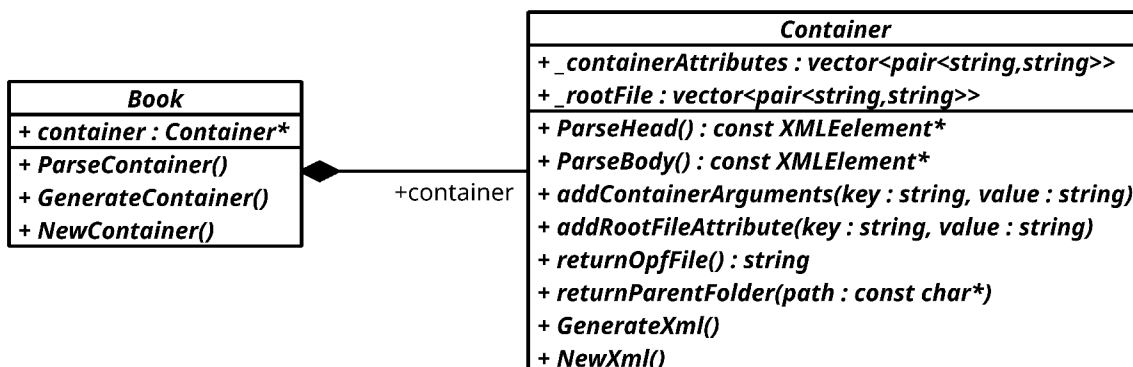 Book
+ container : Container*
+ ParseContainer()
+ GenerateContainer()
+ NewContainer()
+container
Container
+ _containerAttributes : vector<pair<string,string>>
+ _rootFile : vector<pair<string,string>>
+ ParseHead() : const XMLEelement*
+ ParseBody() : const XMLElement*
+ addContainerArguments(key : string, value : string)
+ addRootFileAttribute(key : string, value : string)
+ returnOpfFile() : string
+ returnParentFolder(path : const char*)
+ GenerateXml()
+ NewXml()